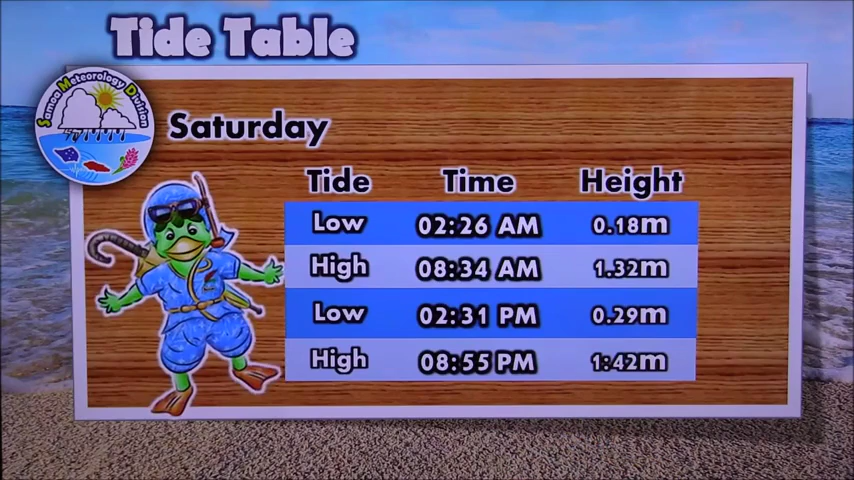 Tide Table
Samoa Meteorology Division
Saturday
Tide Time Height
Low 02:26 AM 0.18m
High 08:34 AM 1.32m
Low 02:31 PM 0.29m
High 08:55 PM 1:42m